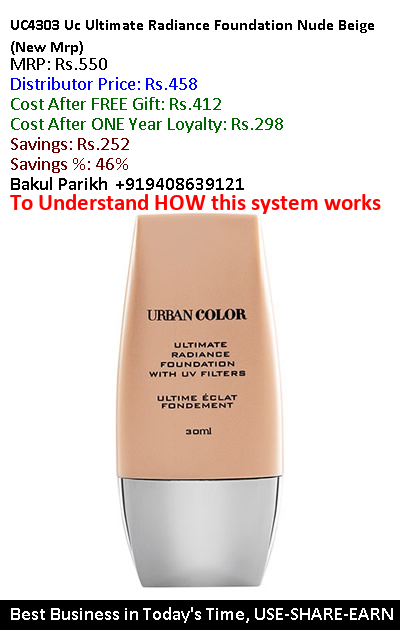 UC4303 Uc Ultimate Radiance Foundation Nude Beige
(New Mrp)
MRP: Rs.550
Distributor Price: Rs.458
Cost After FREE Gift: Rs.412
Cost After ONE Year Loyalty: Rs.298
Savings: Rs.252
Savings %: 46%
Bakul Parikh +919408639121
To Understand HOW this system works
URBAN COLOR
ULTIMATE
RADIANCE
FOUNDATION
WITH UV FILTERS
ULTIME ÉCLAT
FONDEMENT
30ml
Best Business in Today's Time, USE-SHARE-EARN